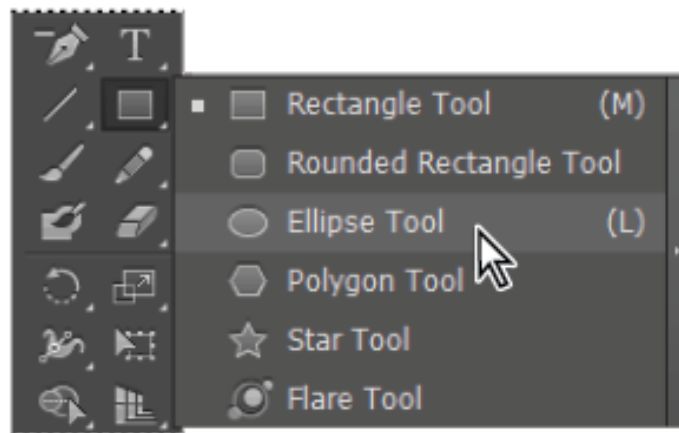 T
Rectangle Tool (M)
Rounded Rectangle Tool
Ellipse Tool (L)
Polygon Tool
Star Tool
Flare Tool